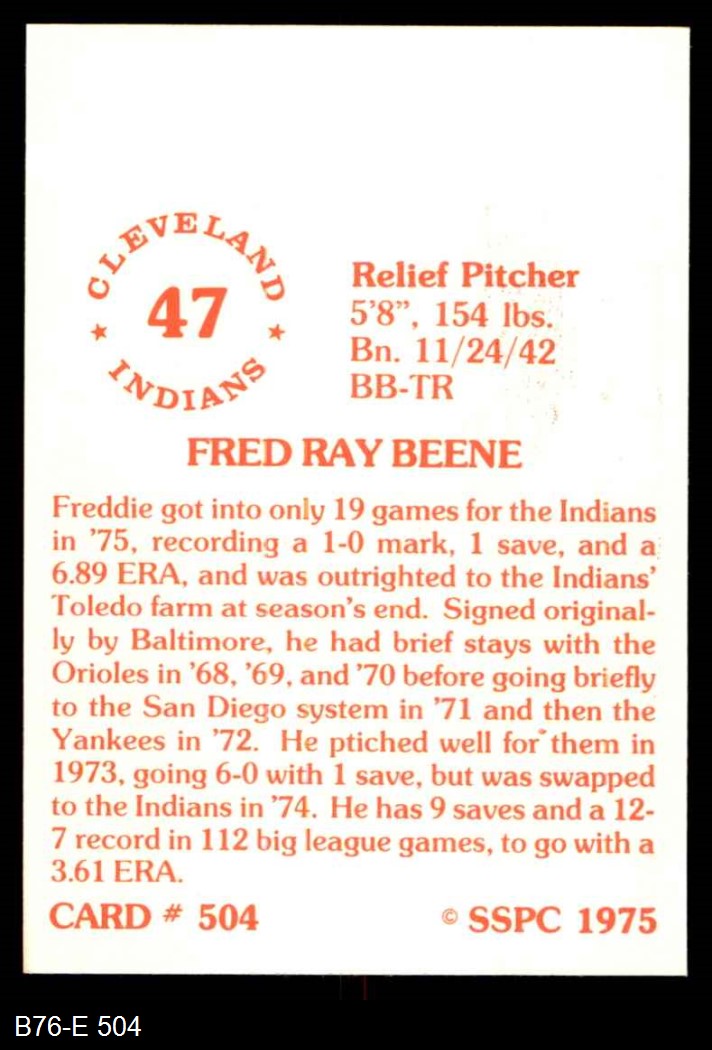 CLEVELAND
47
INDIANS
Relief Pitcher
5'8", 154 lbs.
Bn. 11/24/42
BB-TR
FRED RAY BEENE
Freddie got into only 19 games for the Indians
in '75, recording a 1-0 mark, 1 save, and a
6.89 ERA, and was outrighted to the Indians'
Toledo farm at season's end. Signed original-
ly by Baltimore, he had brief stays with the
Orioles in '68, '69, and '70 before going briefly
to the San Diego system in '71 and then the
Yankees in '72. He ptiched well for them in
1973, going 6-0 with 1 save, but was swapped
to the Indians in '74. He has 9 saves and a 12-
7 record in 112 big league games, to go with a
3.61 ERA.
CARD # 504
© SSPC 1975
B76-E 504